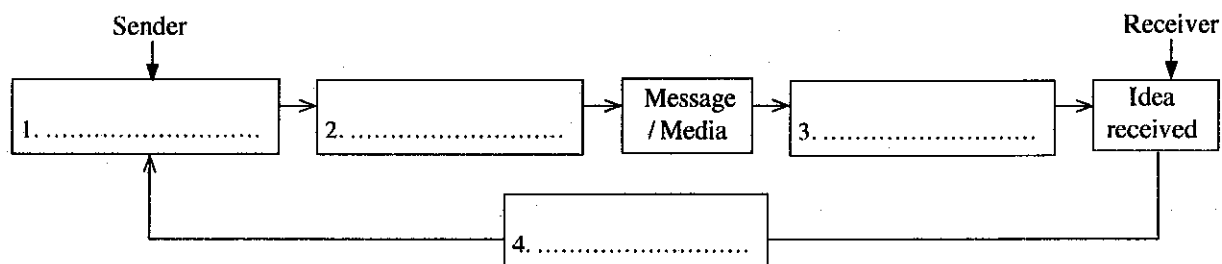 Sender
Receiver
1. ............................
2. ............................
Message
/ Media
3. ............................
Idea
received
4. ............................